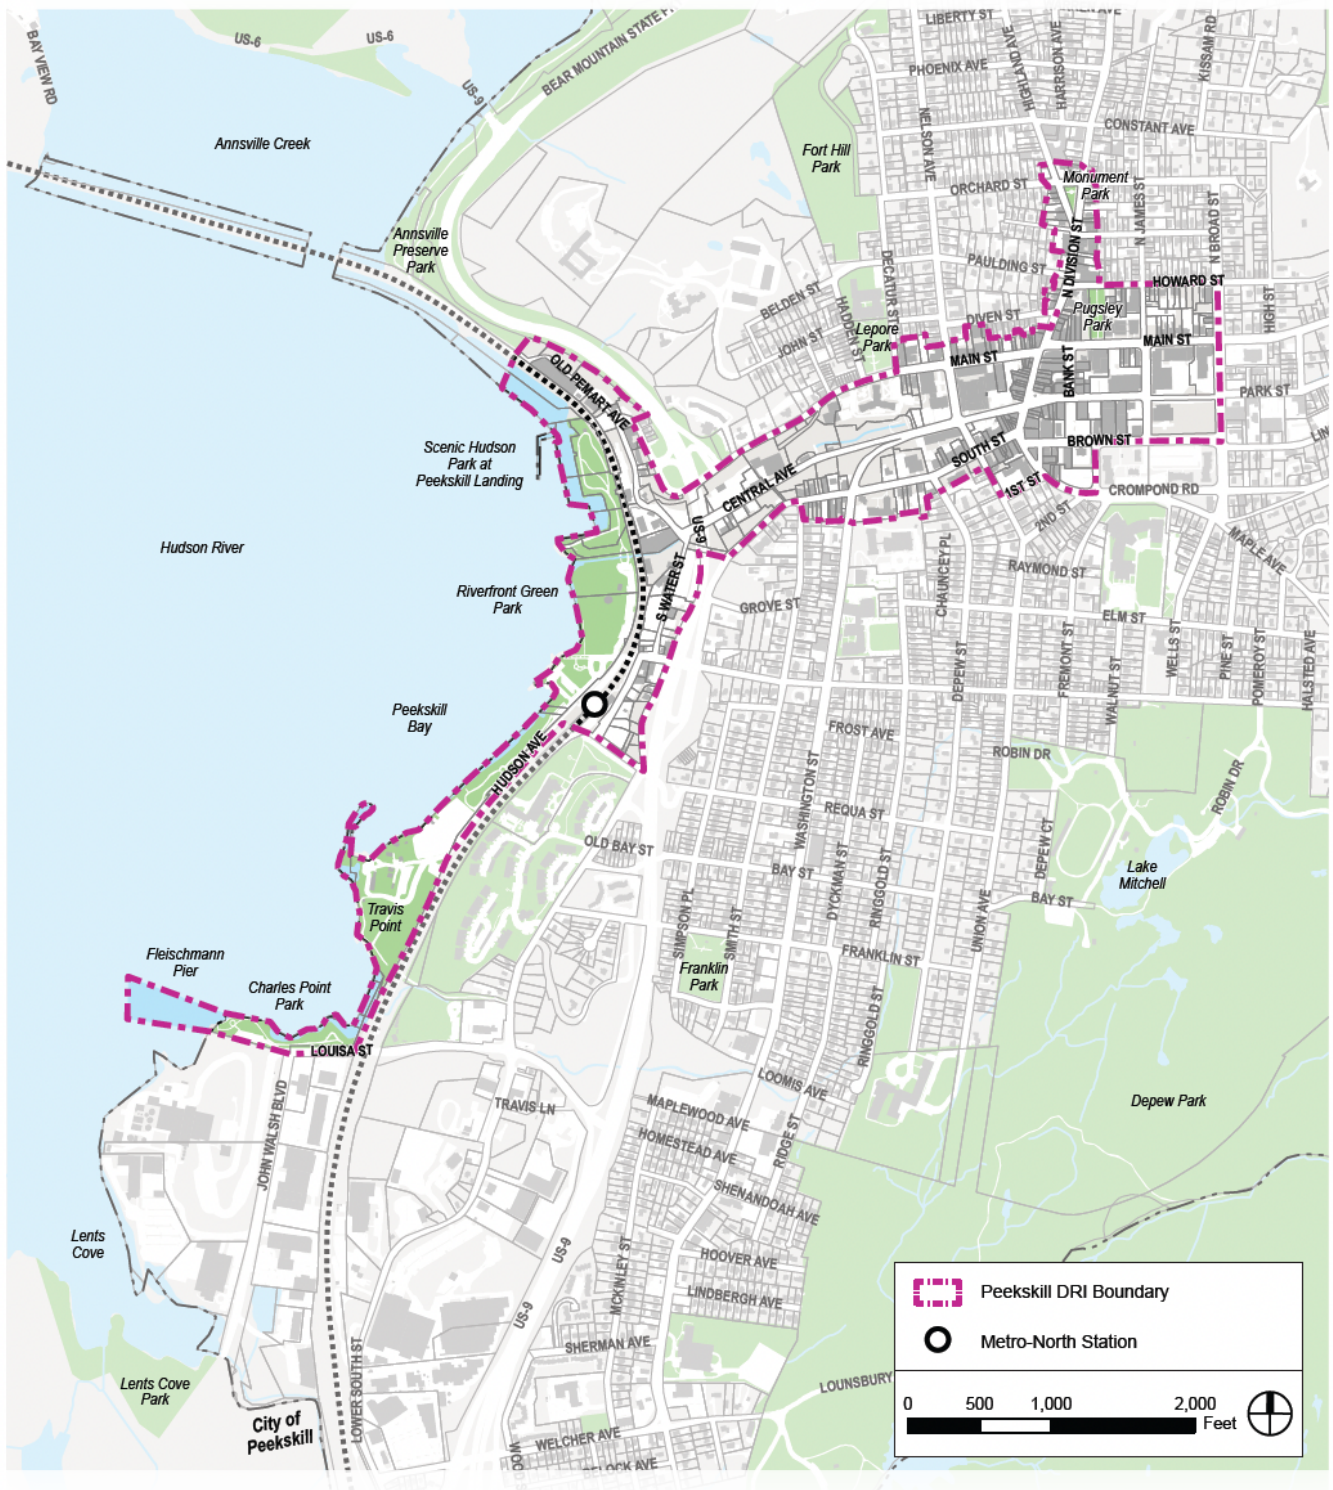 LIBERTY ST
US-6
US-6
BAY VIEW RD
BEAR MOUNTAIN STATE
HIGHLAND AVE
HARRISON AVE
KISSAM RD
PHOENIX AVE
US-9
NELSON AVE
CONSTANT AVE
Annsville Creek
Fort Hill
Park
Monument
Park
ORCHARD ST
N JAMES ST
N BROAD ST
Annsville
Preserve
Park
N DIVISION ST
PAULDING ST
DECATUR ST
HOWARD ST
BELDEN ST
HADDEN ST
Pugsley
Park
HIGH ST
DIVEN ST
Lepore
Park
JOHN ST
MAIN ST
MAIN ST
OLD PEMART AVE
BANK ST
PARK ST
Scenic Hudson
Park at
Peekskill Landing
SOUTH ST
BROWN ST
LIN
CENTRAL AVE
1ST ST
CROMPOND RD
2ND ST
US-9
MAPLE AVE
Hudson River
CHAUNCEY PL
RAYMOND ST
S WATER ST
Riverfront Green
Park
GROVE ST
ELM ST
DEPEW ST
FREMONT ST
WALNUT ST
WELLS ST
PINE ST
POMEROY ST
HALSTED AVE
Peekskill
Bay
FROST AVE
HUDSON AVE
ROBIN DR
ROBIN DR
WASHINGTON ST
REQUA ST
OLD BAY ST
DEPEW CT
BAY ST
DYCKMAN ST
RINGGOLD ST
Lake
Mitchell
BAY ST
Travis
Point
SIMPSON PL
SMITH ST
UNION AVE
Fleischmann
Pier
FRANKLIN ST
Franklin
Park
Charles Point
Park
RINGGOLD ST
LOUISA ST
LOOMIS AVE
TRAVIS LN
MAPLEWOOD AVE
Depew Park
JOHN WALSH BLVD
HOMESTEAD AVE
RIDGE ST
SHENANDOAH AVE
Lents
Cove
US-9
MCKINLEY ST
HOOVER AVE
LINDBERGH AVE
US-9
SHERMAN AVE
LOWER SOUTH ST
Lents Cove
Park
LOUNSBURY
City of
Peekskill
WELCHER AVE
Peekskill DRI Boundary
Metro-North Station
0 500 1,000 2,000
Feet